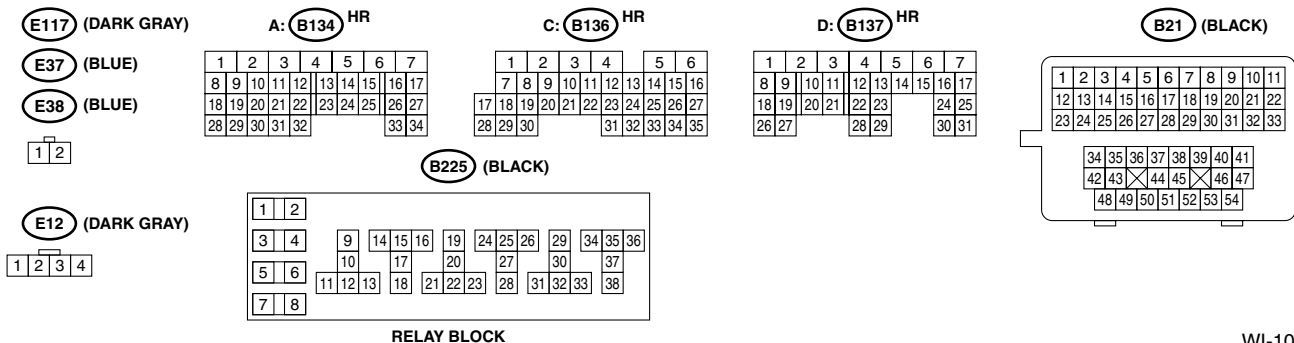 E117 (DARK GRAY)
E37 (BLUE)
E38 (BLUE)
1 2
E12 (DARK GRAY)
1 2 3 4
A: B134 HR
1 2 3 4 5 6 7
8 9 10 11 12 13 14 15 16 17
18 19 20 21 22 23 24 25 26 27
28 29 30 31 32 33 34
C: B136 HR
1 2 3 4 5 6
7 8 9 10 11 12 13 14 15 16
17 18 19 20 21 22 23 24 25 26 27
28 29 30 31 32 33 34 35
D: B137 HR
1 2 3 4 5 6 7
8 9 10 11 12 13 14 15 16 17
18 19 20 21 22 23 24 25
26 27 28 29 30 31
B21 (BLACK)
1 2 3 4 5 6 7 8 9 10 11
12 13 14 15 16 17 18 19 20 21 22
23 24 25 26 27 28 29 30 31 32 33
34 35 36 37 38 39 40 41
42 43 44 45 46 47
48 49 50 51 52 53 54
B225 (BLACK)
1 2
3 4 9 14 15 16 19 24 25 26 29 34 35 36
10 17 20 27 30 37
5 6 11 12 13 18 21 22 23 28 31 32 33 38
7 8
RELAY BLOCK